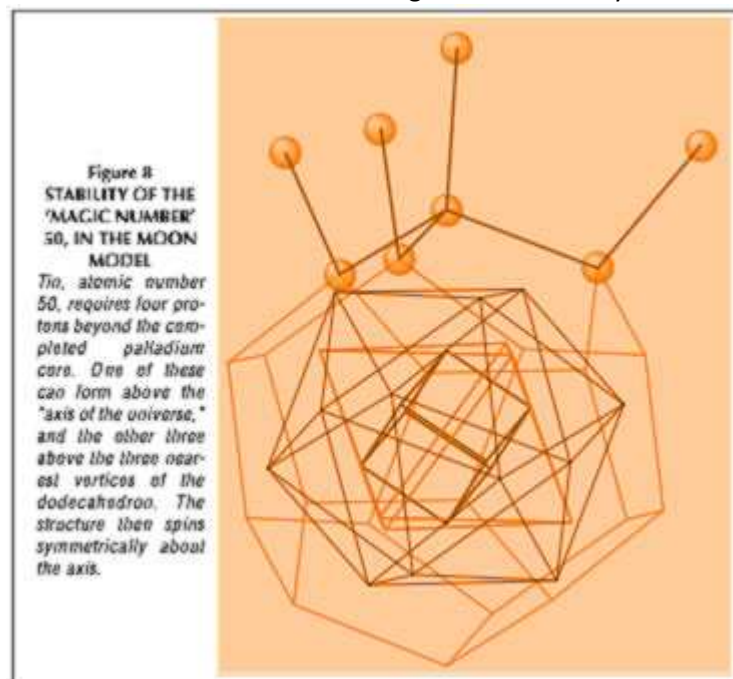 Figure 8
STABILITY OF THE
'MAGIC NUMBER'
50, IN THE MOON
MODEL
Tin, atomic number
50, requires four pro-
tons beyond the com-
pleted palladium
core. One of these
can form above the
"axis of the universe,"
and the other three
above the three near-
est vertices of the
dodecahedron. The
structure then spins
symmetrically about
the axis.